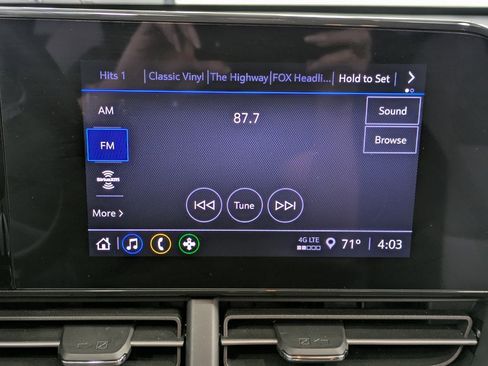 Hits 1 Classic Vinyl The Highway FOX Headli... Hold to Set
AM
87.7
Sound
FM
Browse
SiriusXM
Tune
More >
4G LTE
71° 4:03